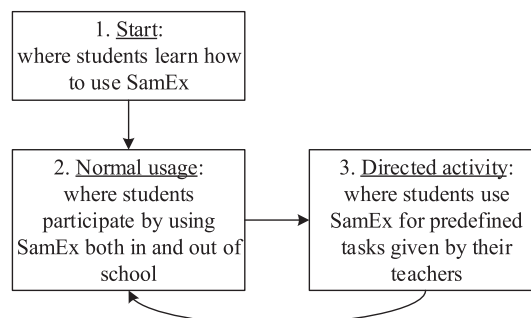 1. Start:
where students learn how
to use SamEx
2. Normal usage:
where students
participate by using
SamEx both in and out of
school
3. Directed activity:
where students use
SamEx for predefined
tasks given by their
teachers